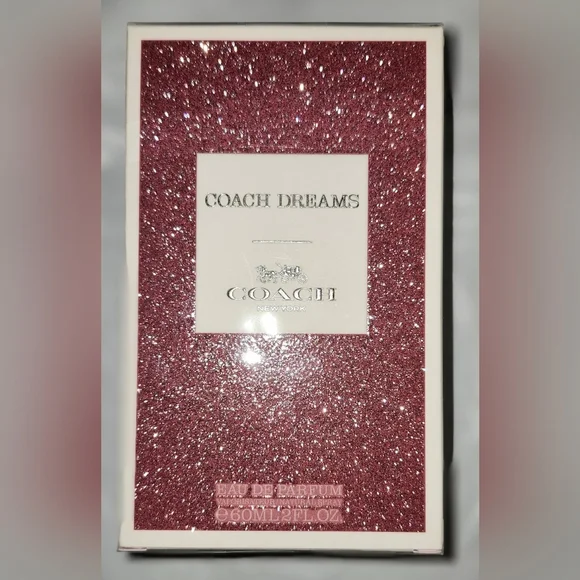 COACH DREAMS
COACH
NEW YORK
EAU DE PARFUM
60ML 2FL OZ